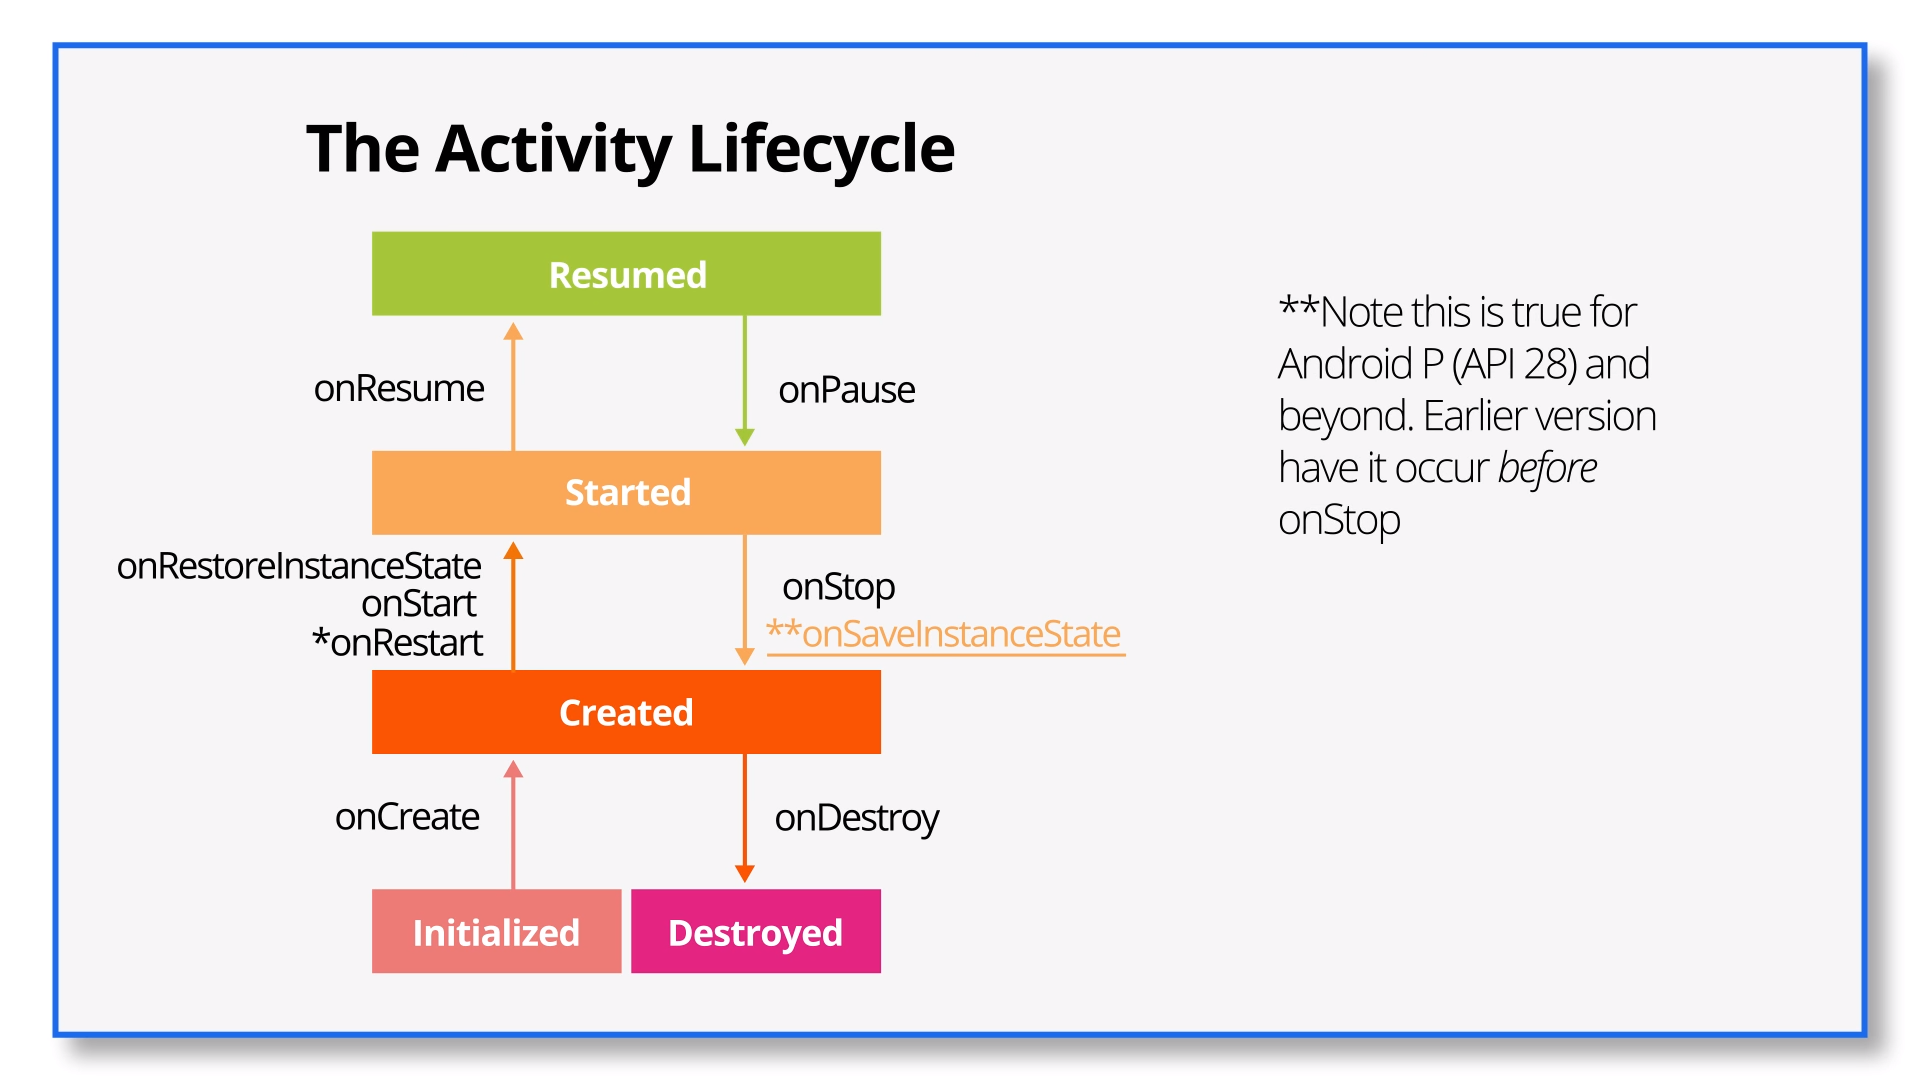 The Activity Lifecycle
Resumed
onResume
onPause
Started
onRestoreInstanceState
onStart
*onRestart
onStop
**onSaveInstanceState
Created
onCreate
onDestroy
Initialized
Destroyed
**Note this is true for
Android P (API 28) and
beyond. Earlier version
have it occur before
onStop